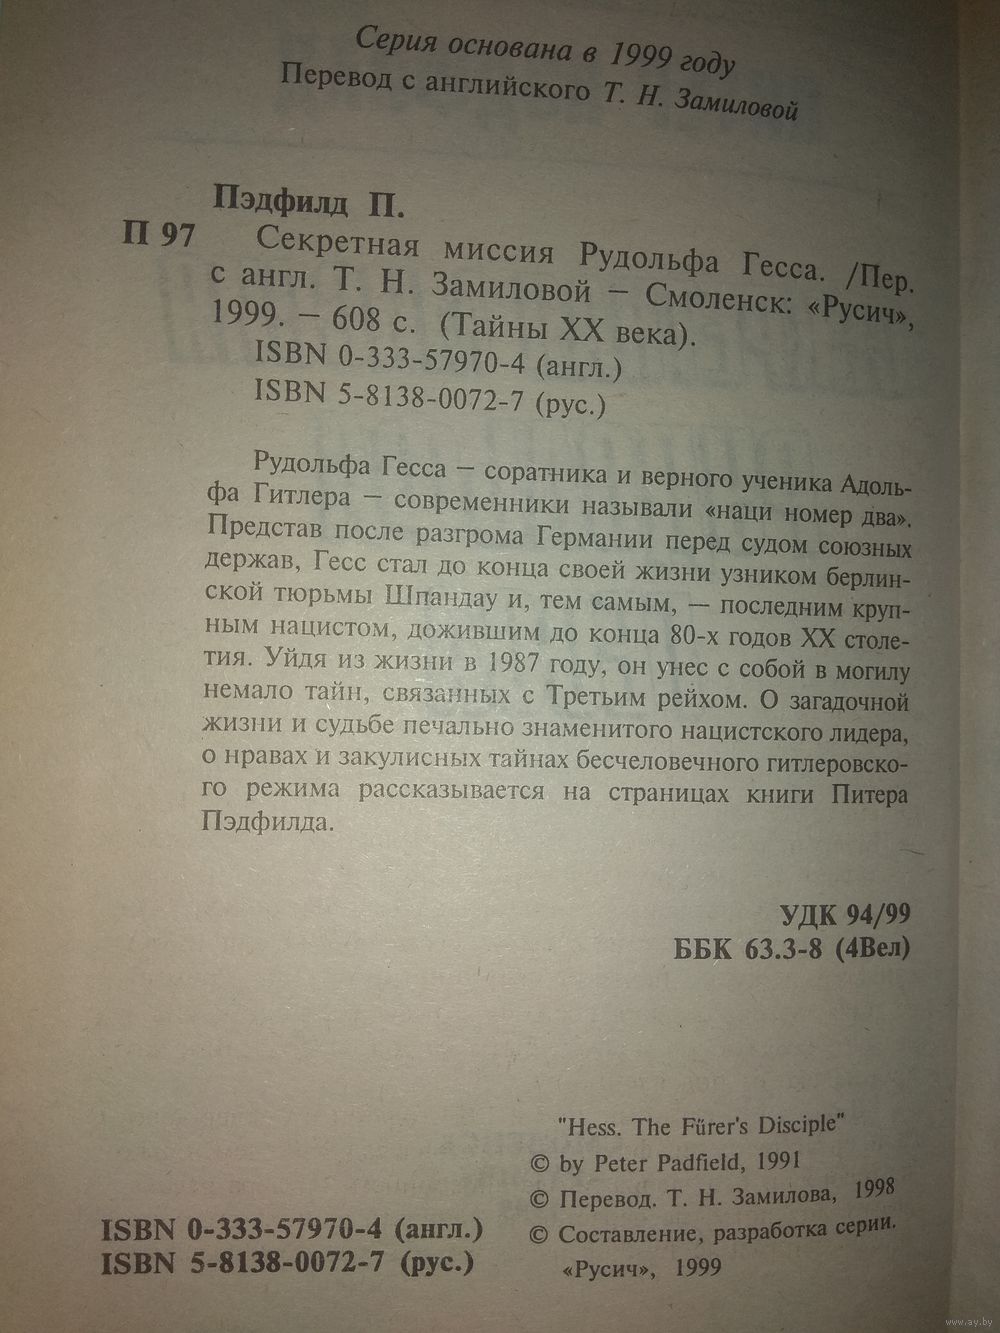 Серия основана в 1999 году
Перевод с английского Т. Н. Замиловой
Пэдфилд П.
П 97 Секретная миссия Рудольфа Гесса. /Пер.
с англ. Т. Н. Замиловой – Смоленск: «Русич»,
1999. – 608 с. (Тайны XX века).
ISBN 0-333-57970-4 (англ.)
ISBN 5-8138-0072-7 (рус.)
Рудольфа Гесса – соратника и верного ученика Адоль-
фа Гитлера – современники называли «наци номер два».
Представ после разгрома Германии перед судом союзных
держав, Гесс стал до конца своей жизни узником берлин-
ской тюрьмы Шпандау и, тем самым, — последним круп-
ным нацистом, дожившим до конца 80-х годов XX столе-
тия. Уйдя из жизни в 1987 году, он унес с собой в могилу
немало тайн, связанных с Третьим рейхом. О загадочной
жизни и судьбе печально знаменитого нацистского лидера,
о нравах и закулисных тайнах бесчеловечного гитлеровско-
го режима рассказывается на страницах книги Питера
Пэдфилда.
УДК 94/99
ББК 63.3-8 (4Вел)
"Hess. The Fűrer's Disciple"
© by Peter Padfield, 1991
© Перевод. Т. Н. Замилова, 1998
© Составление, разработка серии.
«Русич», 1999
ISBN 0-333-57970-4 (англ.)
ISBN 5-8138-0072-7 (рус.)
www.ay.by